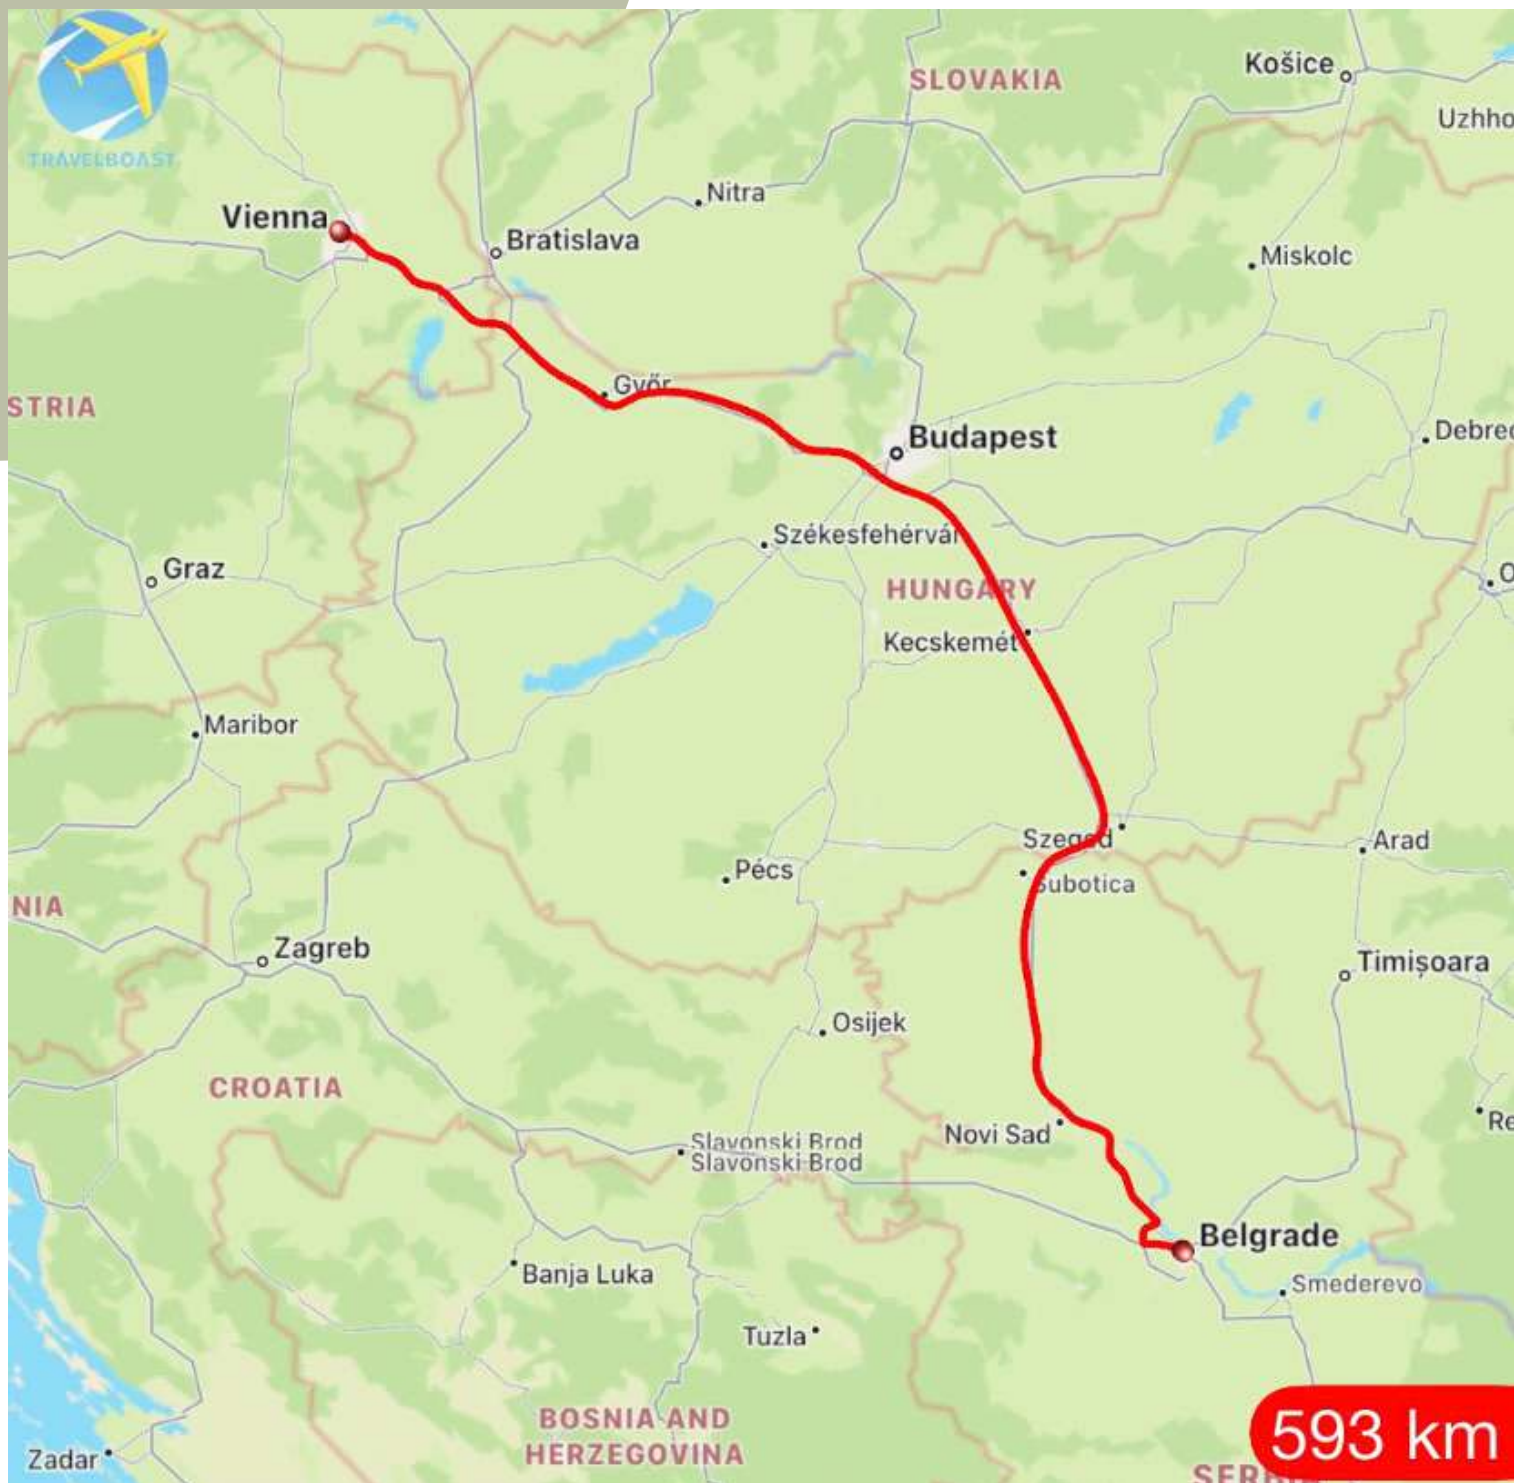 SLOVAKIA
Košice
Uzhho
TRAVELBOAST
Nitra
Vienna
Bratislava
Miskolc
Győr
STRIA
Budapest
Debrec
Székesfehérvár
Graz
HUNGARY
O
Kecskemét
Maribor
Szeged
Arad
Pécs
Subotica
NIA
Zagreb
Timișoara
Osijek
CROATIA
Novi Sad
Re
Slavonski Brod
Slavonski Brod
Belgrade
Banja Luka
Smederevo
Tuzla
BOSNIA AND
HERZEGOVINA
593 km
Zadar